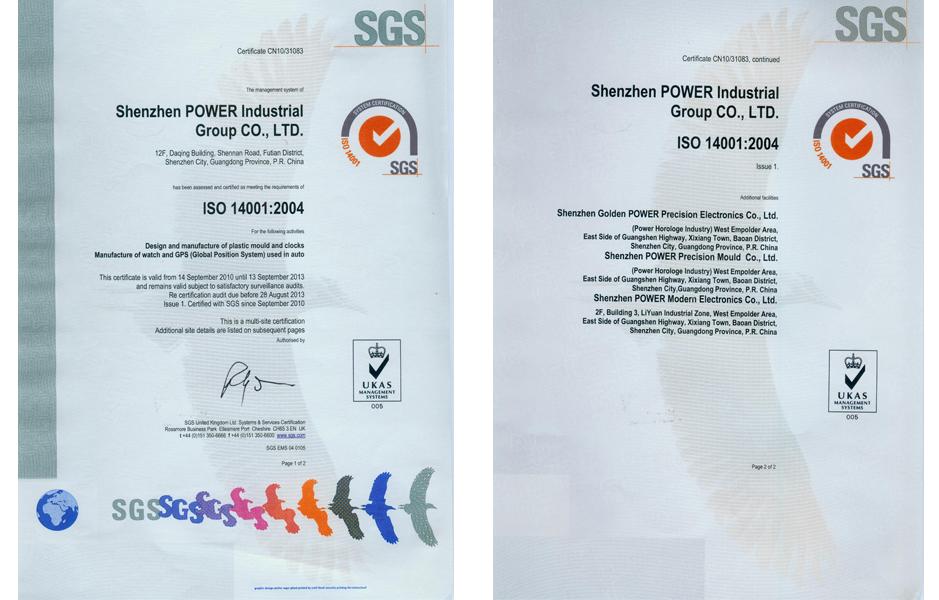 SGS
Certificate CN10/31083
The management system of
Shenzhen POWER Industrial
Group CO., LTD.
12F, Daqing Building, Shennan Road, Futian District,
Shenzhen City, Guangdong Province, P.R. China
has been assessed and certified as meeting the requirements of
ISO 14001:2004
For the following activities
Design and manufacture of plastic mould and clocks
Manufacture of watch and GPS (Global Position System) used in auto
This certificate is valid from 14 September 2010 until 13 September 2013
and remains valid subject to satisfactory surveillance audits.
Re certification audit due before 28 August 2013
Issue 1. Certified with SGS since September 2010
This is a multi-site certification
Additional site details are listed on subsequent pages
Authorised by
SGS United Kingdom Ltd. Systems & Services Certification
Rossmore Business Park Ellesmere Port Cheshire CH65 3EN UK
t +44 (0)151 350-6666 f +44 (0)151 350-6600 www.sgs.com
SGS EMS 04 0105
Page 1 of 2
SYSTEM CERTIFICATION
ISO 14001
SGS
UKAS
MANAGEMENT
SYSTEMS
005
SGS
SGS
SGS
Certificate CN10/31083, continued
Shenzhen POWER Industrial
Group CO., LTD.
ISO 14001:2004
Issue 1.
Additional facilities
Shenzhen Golden POWER Precision Electronics Co., Ltd.
(Power Horologe Industry) West Empolder Area,
East Side of Guangshen Highway, Xixiang Town, Baoan District,
Shenzhen City, Guangdong Province, P.R. China
Shenzhen POWER Precision Mould Co., Ltd.
(Power Horologe Industry) West Empolder Area,
East Side of Guangshen Highway, Xixiang Town, Baoan District,
Shenzhen City,Guangdong Province, P.R. China
Shenzhen POWER Modern Electronics Co., Ltd.
2F, Building 3, LiYuan Industrial Zone, West Empolder Area,
East Side of Guangshen Highway, Xixiang Town, Baoan District,
Shenzhen City, Guangdong Province, P.R. China
SYSTEM CERTIFICATION
ISO 14001
SGS
UKAS
MANAGEMENT
SYSTEMS
005
Page 2 of 2